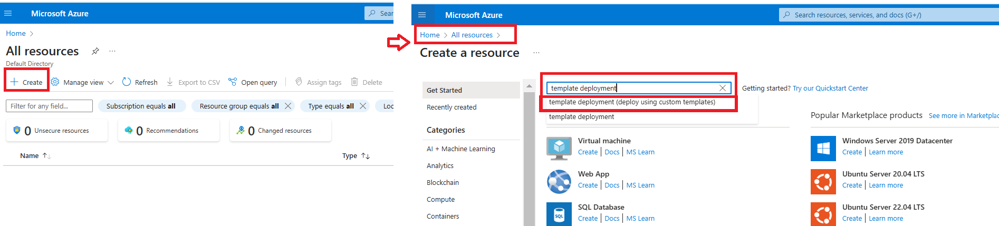 Microsoft Azure
Sear
Home >
All resources ...
Default Directory
+ Create Manage view Refresh Export to CSV Open query Assign tags Delete
Filter for any field... Subscription equals all Resource group equals all Type equals all Loc
0 Unsecure resources 0 Recommendations 0 Changed resources
Name ↑↓ Type ↑↓
Microsoft Azure
Search resources, services, and docs (G+/)
Home > All resources >
Create a resource ...
Get Started
Recently created
Categories
AI + Machine Learning
Analytics
Blockchain
Compute
Containers
template deployment
Getting started? Try our Quickstart Center
template deployment (deploy using custom templates)
template deployment
Virtual machine
Create | Docs | MS Learn
Web App
Create | Docs | MS Learn
SQL
SQL Database
Create | Docs | MS Learn
Popular Marketplace products See more in Marketplac
Windows Server 2019 Datacenter
Create | Learn more
Ubuntu Server 20.04 LTS
Create | Learn more
Ubuntu Server 22.04 LTS
Create | Learn more